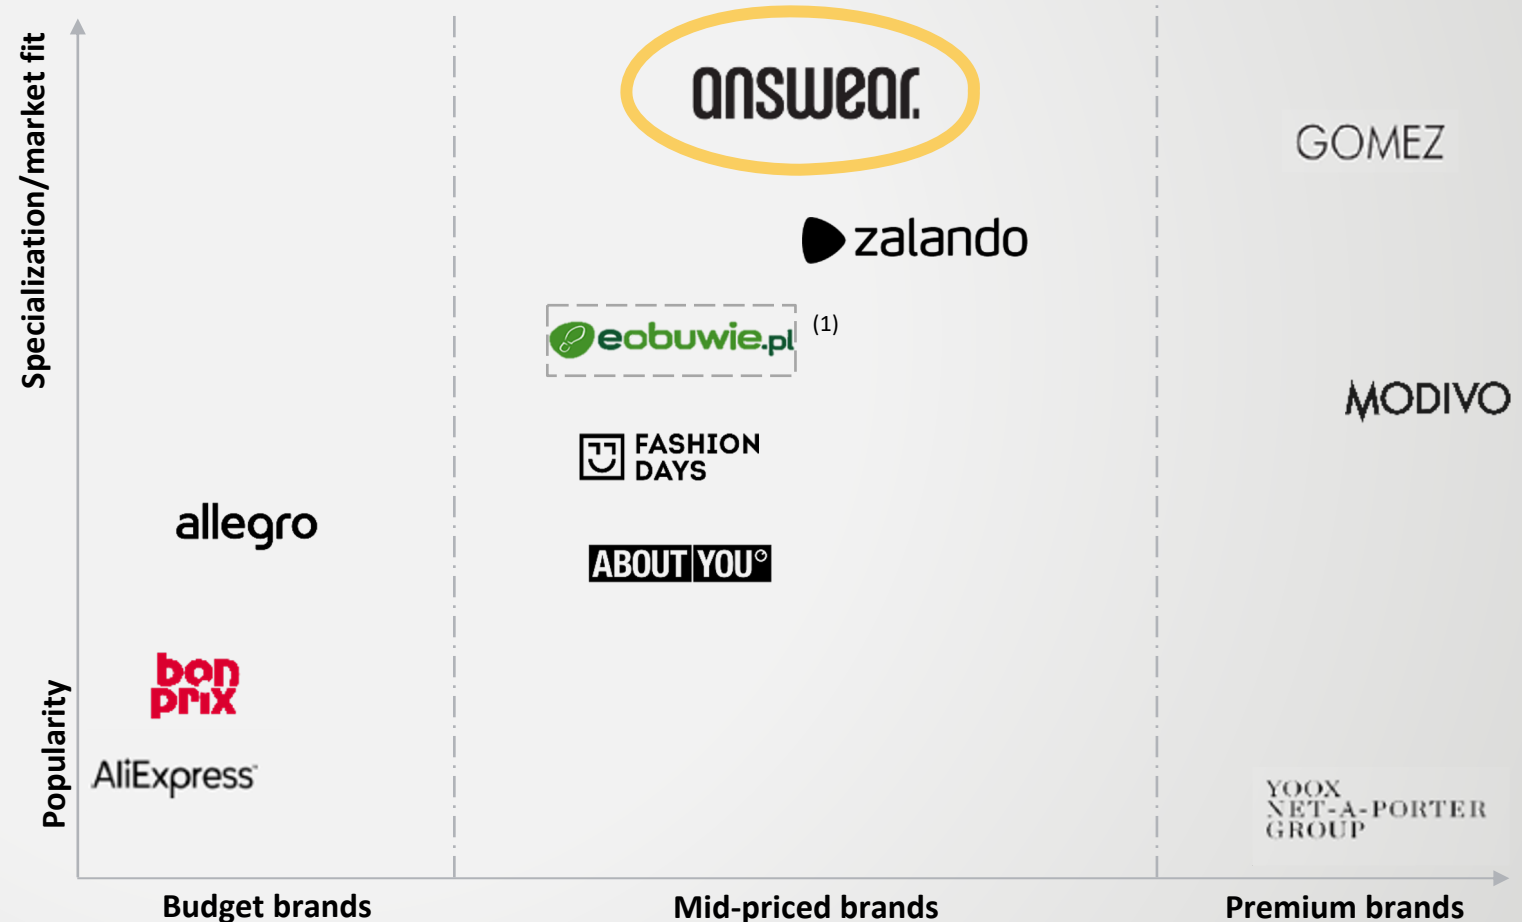 Specialization/market fit
answear.
GOMEZ
zalando
eobuwie.pl
(1)
MODIVO
FASHION
DAYS
allegro
ABOUT YOU°
bon
prix
Popularity
AliExpress™
YOOX
NET-A-PORTER
GROUP
Budget brands
Mid-priced brands
Premium brands